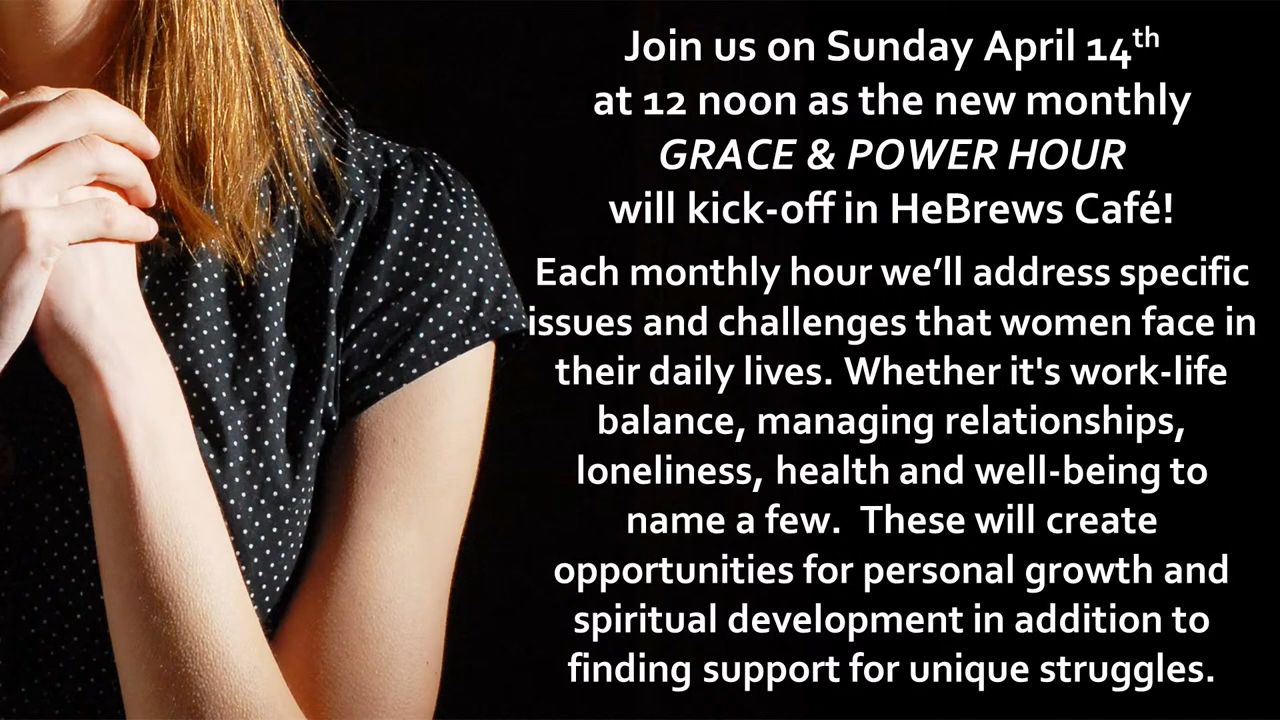 Join us on Sunday April 14th
at 12 noon as the new monthly
GRACE & POWER HOUR
will kick-off in HeBrews Café!
Each monthly hour we’ll address specific
issues and challenges that women face in
their daily lives. Whether it's work-life
balance, managing relationships,
loneliness, health and well-being to
name a few.  These will create
opportunities for personal growth and
spiritual development in addition to
finding support for unique struggles.